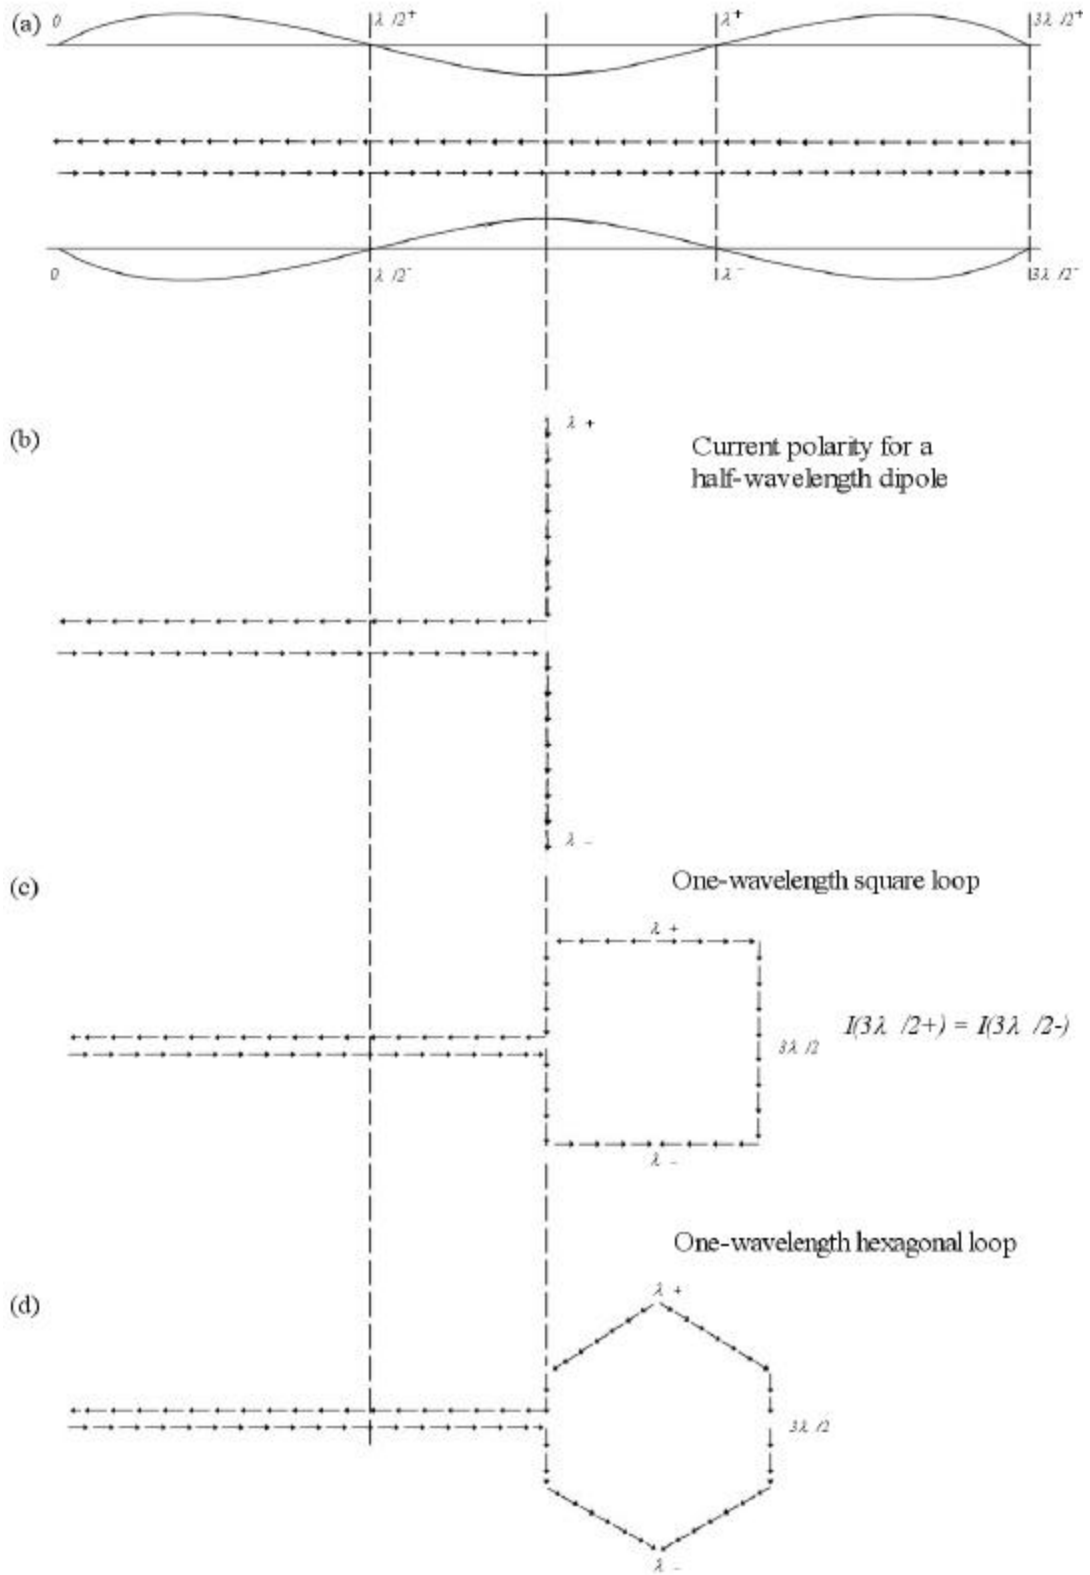 (a) 0 λ/2⁺ λ⁺ 3λ/2⁺
0 λ/2⁻ λ⁻ 3λ/2⁻
λ +
(b)
Current polarity for a
half-wavelength dipole
λ −
(c)
One-wavelength square loop
λ +
I(3λ /2+) = I(3λ /2-)
3λ/2
λ −
One-wavelength hexagonal loop
λ +
(d)
3λ/2
λ −